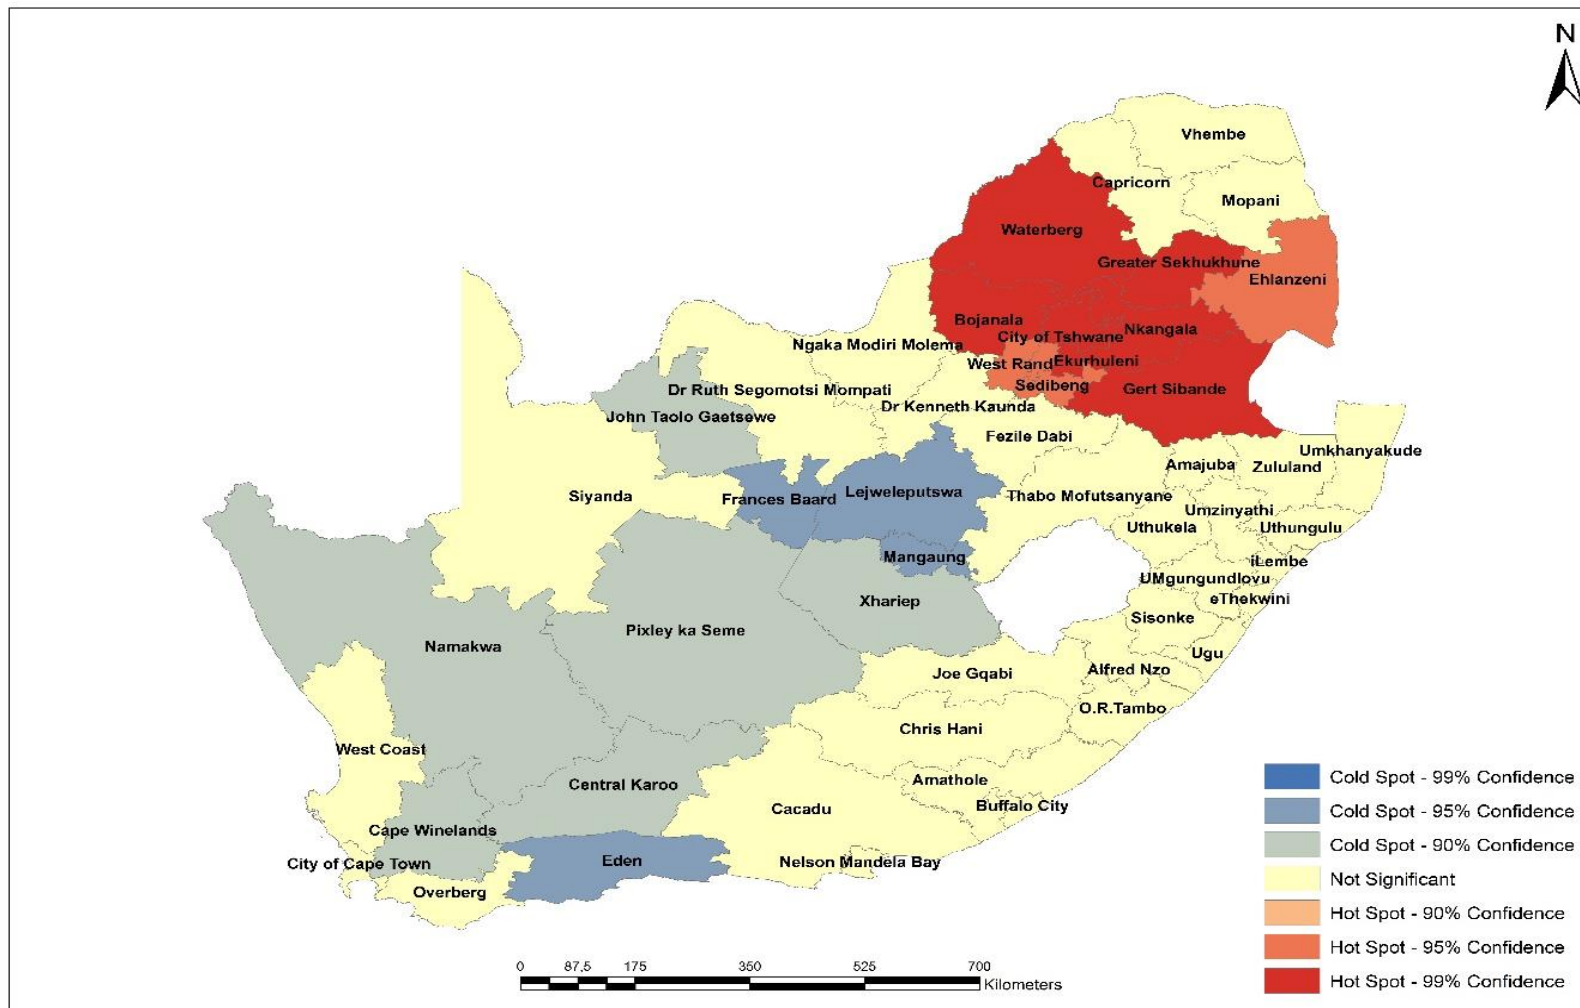 N
Vhembe
Capricorn
Mopani
Waterberg
Greater Sekhukhune
Ehlanzeni
Bojanala
Nkangala
City of Tshwane
Ngaka Modiri Molema
West Rand
Ekurhuleni
Sedibeng
Gert Sibande
Dr Ruth Segomotsi Mompati
Dr Kenneth Kaunda
John Taolo Gaetsewe
Fezile Dabi
Umkhanyakude
Amajuba
Zululand
Siyanda
Frances Baard
Lejweleputswa
Thabo Mofutsanyane
Umzinyathi
Uthukela
Uthungulu
Mangaung
iLembe
UMgungundlovu
eThekwini
Xhariep
Sisonke
Pixley ka Seme
Namakwa
Ugu
Joe Gqabi
Alfred Nzo
O.R.Tambo
Chris Hani
West Coast
Central Karoo
Amathole
Buffalo City
Cacadu
Cape Winelands
City of Cape Town
Eden
Nelson Mandela Bay
Overberg
Cold Spot - 99% Confidence
Cold Spot - 95% Confidence
Cold Spot - 90% Confidence
Not Significant
Hot Spot - 90% Confidence
Hot Spot - 95% Confidence
Hot Spot - 99% Confidence
0 87,5 175 350 525 700
Kilometers